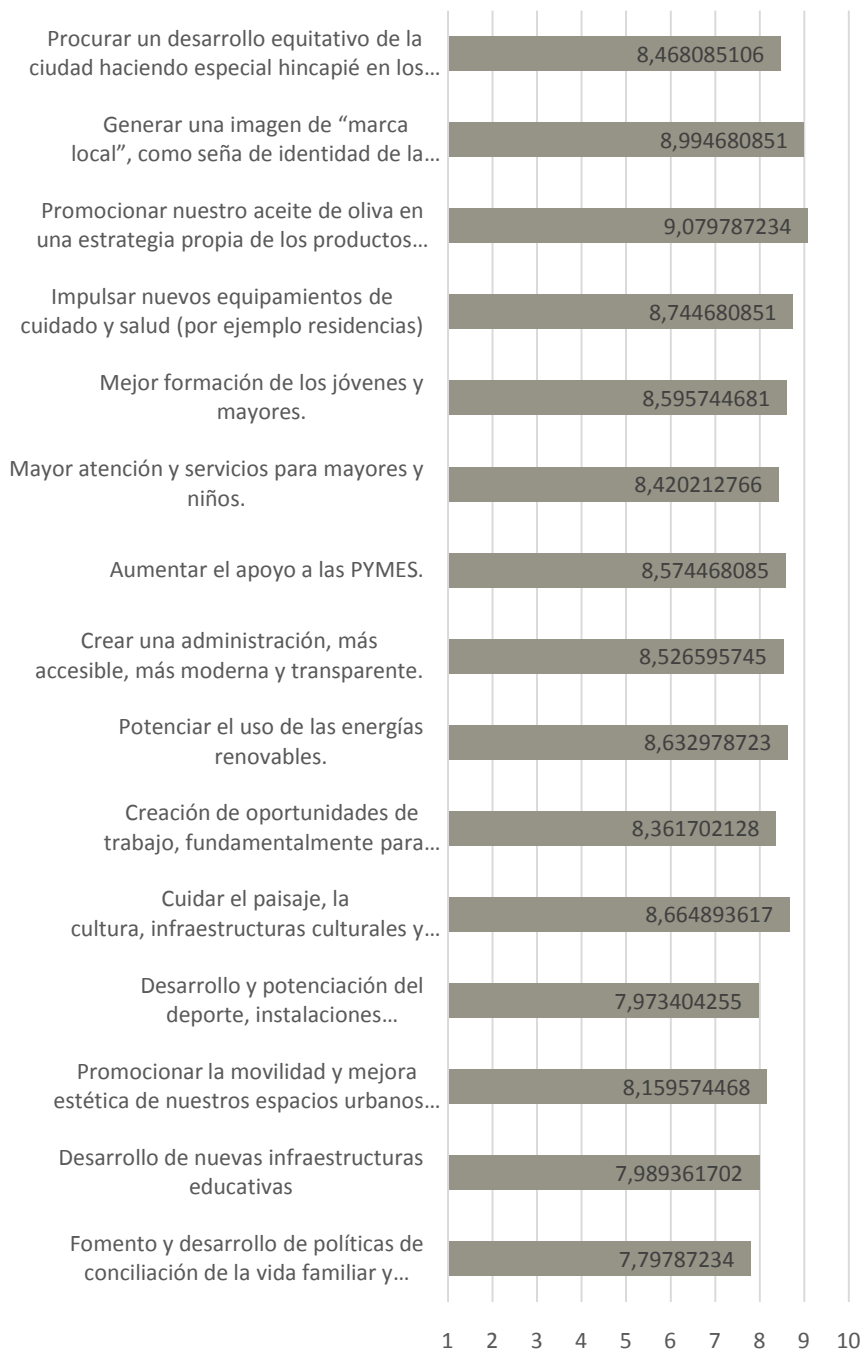 Procurar un desarrollo equitativo de la
ciudad haciendo especial hincapié en los…
8,468085106
Generar una imagen de “marca
local”, como seña de identidad de la…
8,994680851
Promocionar nuestro aceite de oliva en
una estrategia propia de los productos…
9,079787234
Impulsar nuevos equipamientos de
cuidado y salud (por ejemplo residencias)
8,744680851
Mejor formación de los jóvenes y
mayores.
8,595744681
Mayor atención y servicios para mayores y
niños.
8,420212766
Aumentar el apoyo a las PYMES.
8,574468085
Crear una administración, más
accesible, más moderna y transparente.
8,526595745
Potenciar el uso de las energías
renovables.
8,632978723
Creación de oportunidades de
trabajo, fundamentalmente para…
8,361702128
Cuidar el paisaje, la
cultura, infraestructuras culturales y…
8,664893617
Desarrollo y potenciación del
deporte, instalaciones…
7,973404255
Promocionar la movilidad y mejora
estética de nuestros espacios urbanos…
8,159574468
Desarrollo de nuevas infraestructuras
educativas
7,989361702
Fomento y desarrollo de políticas de
conciliación de la vida familiar y…
7,79787234
1 2 3 4 5 6 7 8 9 10